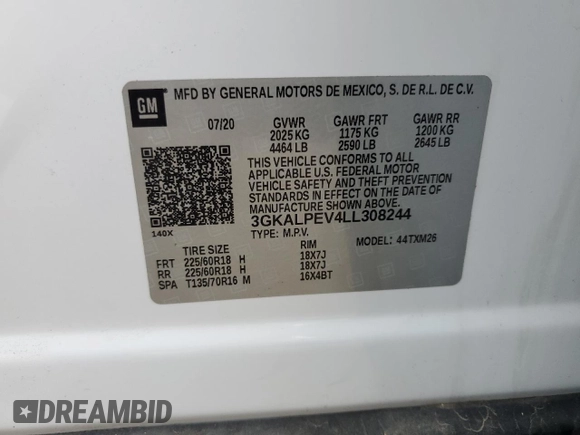 GM MFD BY GENERAL MOTORS DE MEXICO, S. DE R.L. DE C.V.
07/20 GVWR GAWR FRT GAWR RR
2025 KG 1175 KG 1200 KG
4464 LB 2590 LB 2645 LB
THIS VEHICLE CONFORMS TO ALL
APPLICABLE U.S. FEDERAL MOTOR
VEHICLE SAFETY AND THEFT PREVENTION
STANDARDS IN EFFECT ON THE DATE OF
MANUFACTURE SHOWN ABOVE.
140X 3GKALPEV4LL308244
TYPE: M.P.V. MODEL: 44TXM26
TIRE SIZE RIM
FRT 225/60R18 H 18X7J
RR 225/60R18 H 18X7J
SPA T135/70R16 M 16X4BT
DREAMBID